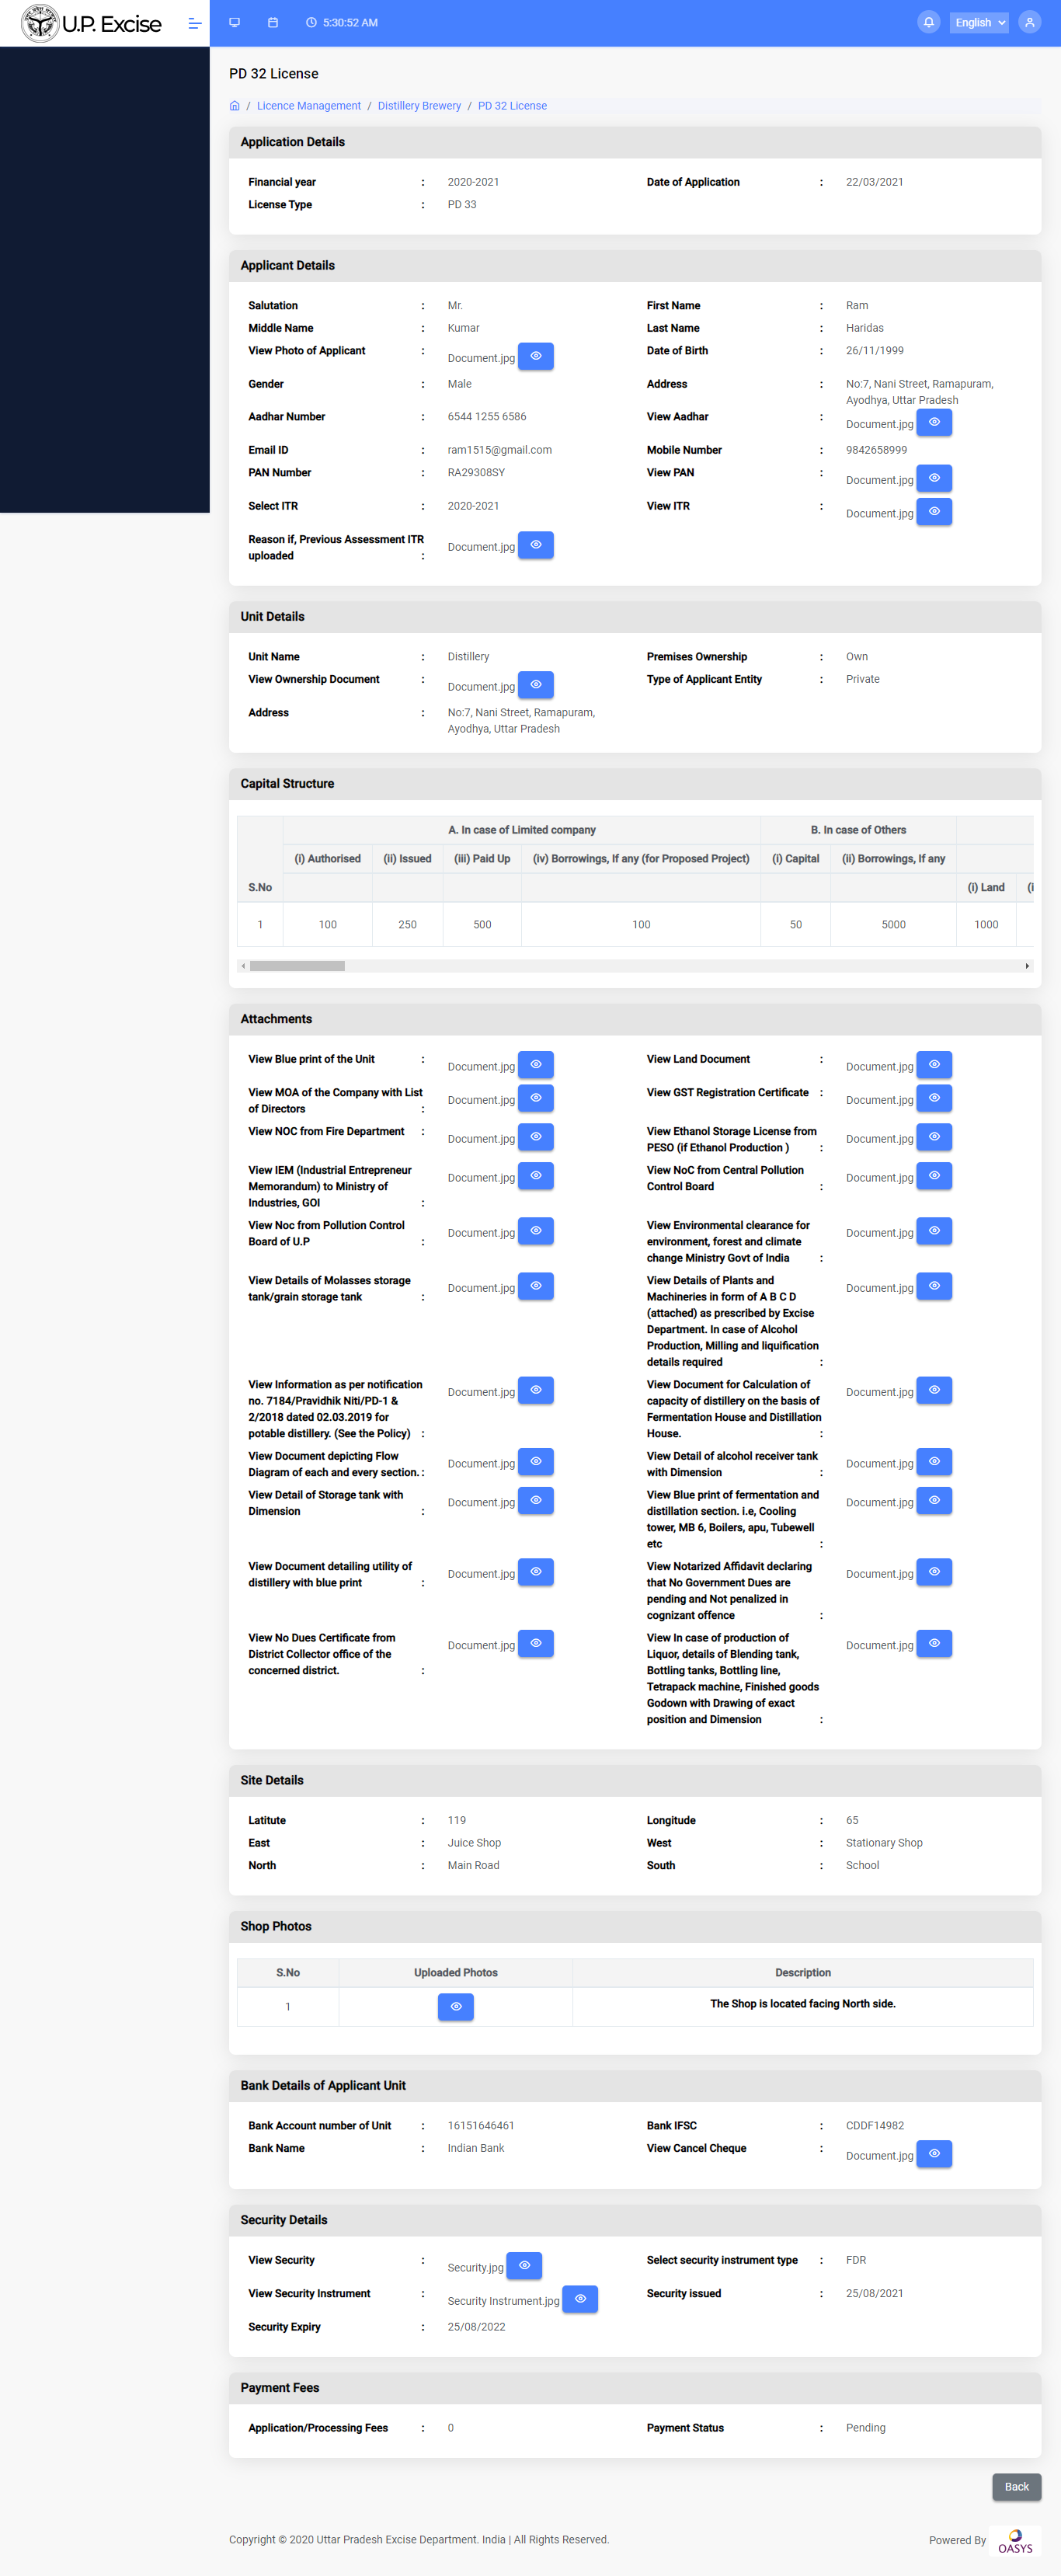 U.P. Excise
5:30:52 AM
English
PD 32 License
/ Licence Management / Distillery Brewery / PD 32 License
Application Details
Financial year : 2020-2021 Date of Application : 22/03/2021
License Type : PD 33
Applicant Details
Salutation : Mr. First Name : Ram
Middle Name : Kumar Last Name : Haridas
View Photo of Applicant : Document.jpg Date of Birth : 26/11/1999
Gender : Male Address : No:7, Nani Street, Ramapuram,
Ayodhya, Uttar Pradesh
Aadhar Number : 6544 1255 6586 View Aadhar : Document.jpg
Email ID : ram1515@gmail.com Mobile Number : 9842658999
PAN Number : RA29308SY View PAN : Document.jpg
Select ITR : 2020-2021 View ITR : Document.jpg
Reason if, Previous Assessment ITR
uploaded : Document.jpg
Unit Details
Unit Name : Distillery Premises Ownership : Own
View Ownership Document : Document.jpg Type of Applicant Entity : Private
Address : No:7, Nani Street, Ramapuram,
Ayodhya, Uttar Pradesh
Capital Structure
A. In case of Limited company B. In case of Others
(i) Authorised (ii) Issued (iii) Paid Up (iv) Borrowings, If any (for Proposed Project) (i) Capital (ii) Borrowings, If any
S.No (i) Land (i
1 100 250 500 100 50 5000 1000
Attachments
View Blue print of the Unit : Document.jpg View Land Document : Document.jpg
View MOA of the Company with List
of Directors : Document.jpg View GST Registration Certificate : Document.jpg
View NOC from Fire Department : Document.jpg View Ethanol Storage License from
PESO (if Ethanol Production ) : Document.jpg
View IEM (Industrial Entrepreneur
Memorandum) to Ministry of
Industries, GOI : Document.jpg View NoC from Central Pollution
Control Board : Document.jpg
View Noc from Pollution Control
Board of U.P : Document.jpg View Environmental clearance for
environment, forest and climate
change Ministry Govt of India : Document.jpg
View Details of Molasses storage
tank/grain storage tank : Document.jpg View Details of Plants and
Machineries in form of A B C D
(attached) as prescribed by Excise
Department. In case of Alcohol
Production, Milling and liquification
details required : Document.jpg
View Information as per notification
no. 7184/Pravidhik Niti/PD-1 &
2/2018 dated 02.03.2019 for
potable distillery. (See the Policy) : Document.jpg View Document for Calculation of
capacity of distillery on the basis of
Fermentation House and Distillation
House. : Document.jpg
View Document depicting Flow
Diagram of each and every section. : Document.jpg View Detail of alcohol receiver tank
with Dimension : Document.jpg
View Detail of Storage tank with
Dimension : Document.jpg View Blue print of fermentation and
distillation section. i.e, Cooling
tower, MB 6, Boilers, apu, Tubewell
etc : Document.jpg
View Document detailing utility of
distillery with blue print : Document.jpg View Notarized Affidavit declaring
that No Government Dues are
pending and Not penalized in
cognizant offence : Document.jpg
View No Dues Certificate from
District Collector office of the
concerned district. : Document.jpg View In case of production of
Liquor, details of Blending tank,
Bottling tanks, Bottling line,
Tetrapack machine, Finished goods
Godown with Drawing of exact
position and Dimension : Document.jpg
Site Details
Latitute : 119 Longitude : 65
East : Juice Shop West : Stationary Shop
North : Main Road South : School
Shop Photos
S.No Uploaded Photos Description
1 The Shop is located facing North side.
Bank Details of Applicant Unit
Bank Account number of Unit : 16151646461 Bank IFSC : CDDF14982
Bank Name : Indian Bank View Cancel Cheque : Document.jpg
Security Details
View Security : Security.jpg Select security instrument type : FDR
View Security Instrument : Security Instrument.jpg Security issued : 25/08/2021
Security Expiry : 25/08/2022
Payment Fees
Application/Processing Fees : 0 Payment Status : Pending
Back
Copyright © 2020 Uttar Pradesh Excise Department. India | All Rights Reserved. Powered By OASYS